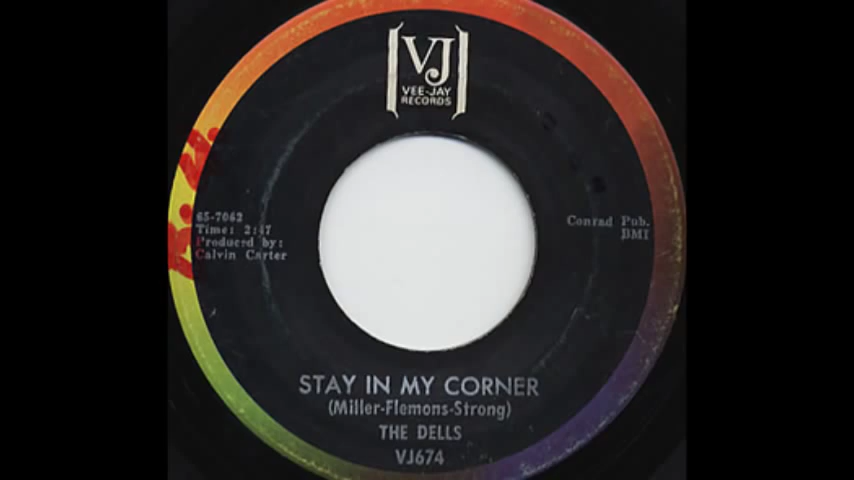 VJ
VEE-JAY
RECORDS
65-7062
Time: 2:47
Produced by:
Calvin Carter
Conrad Pub.
BMI
STAY IN MY CORNER
(Miller-Flemons-Strong)
THE DELLS
VJ674